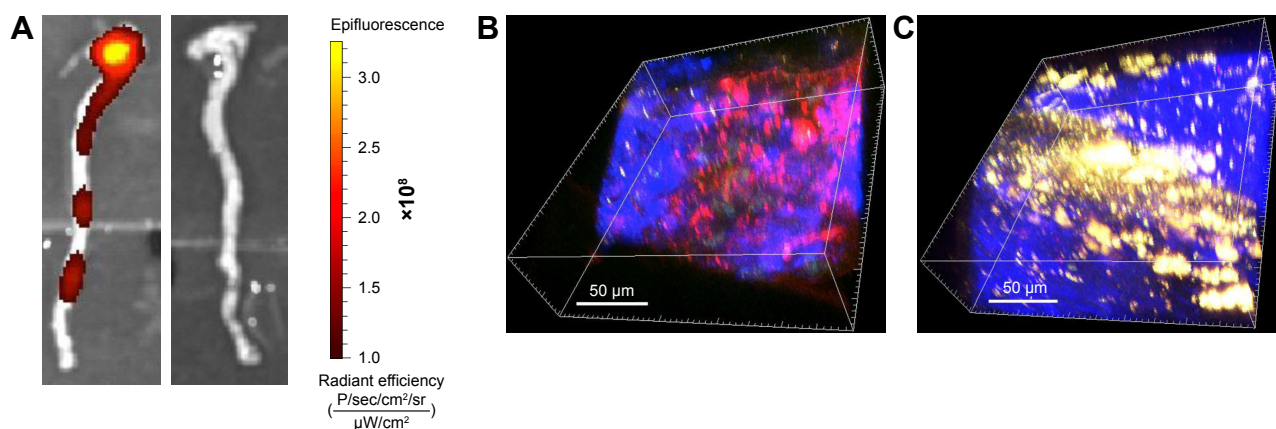 A
Epifluorescence
3.0
2.5
2.0
1.5
1.0
×10⁸
Radiant efficiency
(P/sec/cm²/sr
µW/cm²)
B
50 µm
C
50 µm